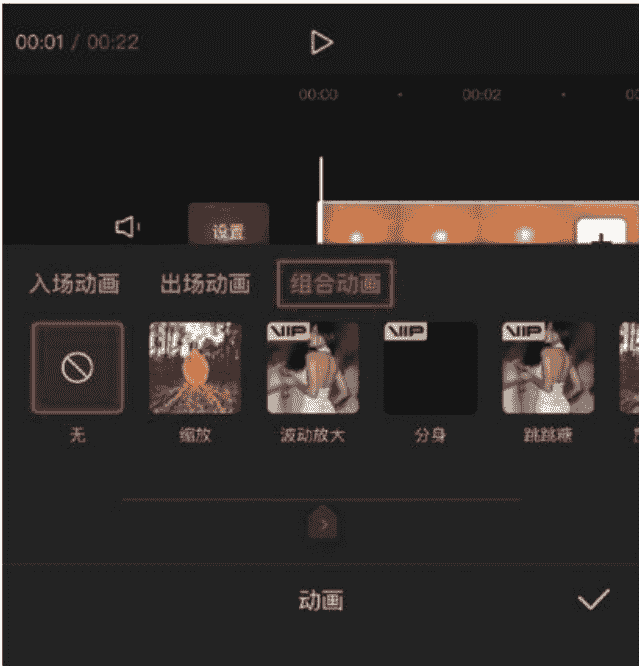 00:01 / 00:22
00:00 · 00:02 ·
设置
入场动画 出场动画 组合动画
VIP VIP VIP
无 缩放 波动放大 分身 跳跳糖
动画